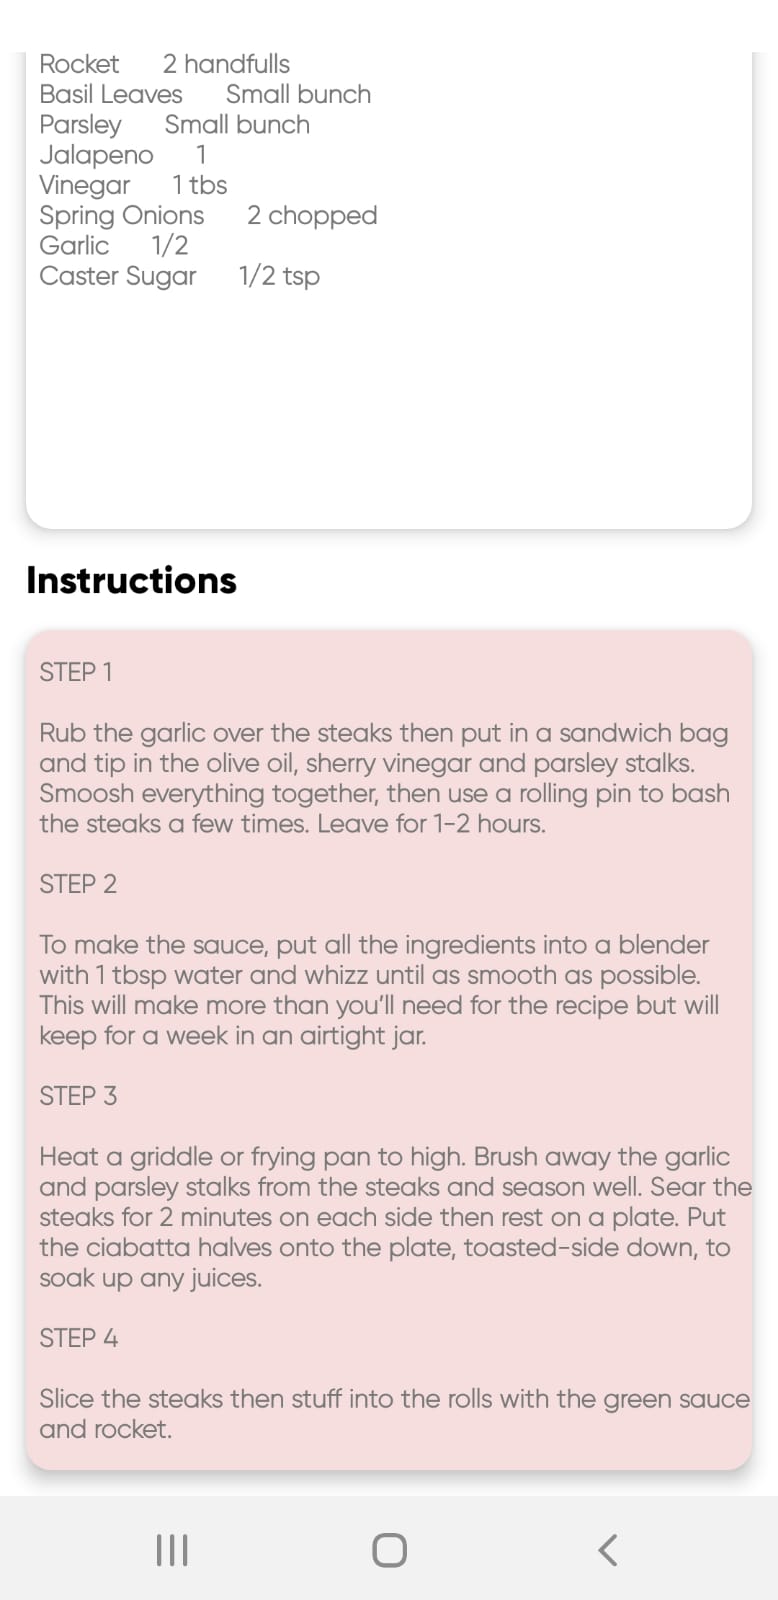 Rocket 2 handfulls
Basil Leaves Small bunch
Parsley Small bunch
Jalapeno 1
Vinegar 1 tbs
Spring Onions 2 chopped
Garlic 1/2
Caster Sugar 1/2 tsp
Instructions
STEP 1
Rub the garlic over the steaks then put in a sandwich bag
and tip in the olive oil, sherry vinegar and parsley stalks.
Smoosh everything together, then use a rolling pin to bash
the steaks a few times. Leave for 1-2 hours.
STEP 2
To make the sauce, put all the ingredients into a blender
with 1 tbsp water and whizz until as smooth as possible.
This will make more than you’ll need for the recipe but will
keep for a week in an airtight jar.
STEP 3
Heat a griddle or frying pan to high. Brush away the garlic
and parsley stalks from the steaks and season well. Sear the
steaks for 2 minutes on each side then rest on a plate. Put
the ciabatta halves onto the plate, toasted-side down, to
soak up any juices.
STEP 4
Slice the steaks then stuff into the rolls with the green sauce
and rocket.